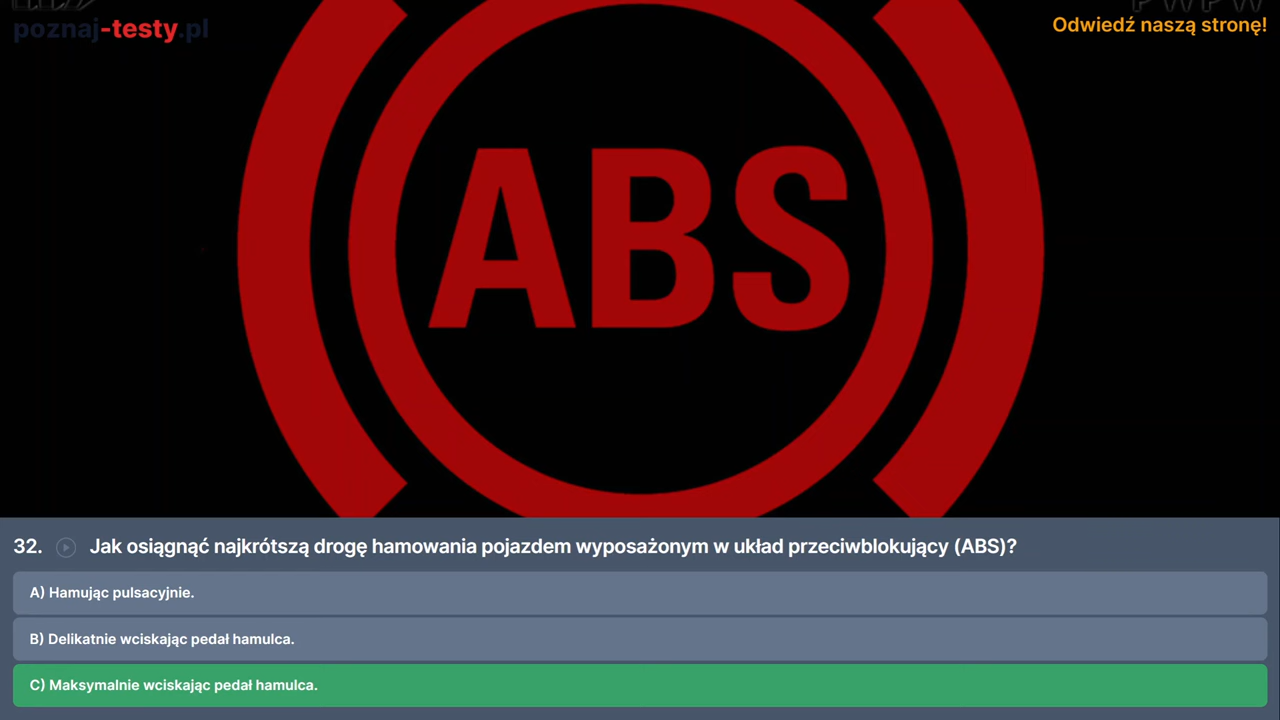 poznaj-testy.pl
Odwiedź naszą stronę!
ABS
32. Jak osiągnąć najkrótszą drogę hamowania pojazdem wyposażonym w układ przeciwblokujący (ABS)?
A) Hamując pulsacyjnie.
B) Delikatnie wciskając pedał hamulca.
C) Maksymalnie wciskając pedał hamulca.